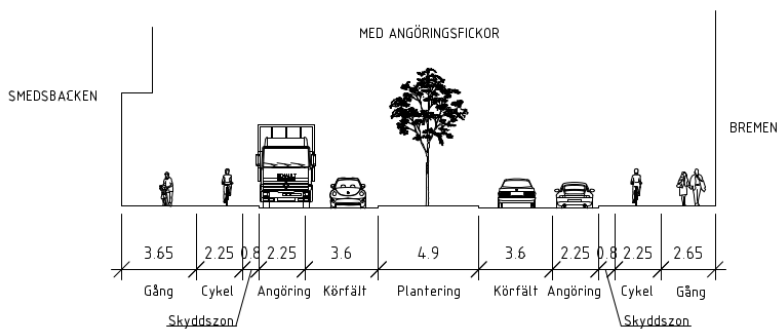 MED ANGÖRINGSFICKOR
SMEDSBACKEN
BREMEN
RENAULT
3.65 2.25 0.8 2.25 3.6 4.9 3.6 2.25 0.8 2.25 2.65
Gång Cykel Angöring Körfält Plantering Körfält Angöring Cykel Gång
Skyddszon Skyddszon